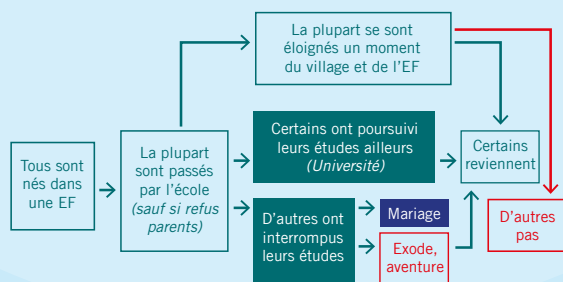 La plupart se sont
éloignés un moment
du village et de l'EF
Tous sont
nés dans
une EF
La plupart
sont passés
par l'école
(sauf si refus
parents)
Certains ont poursuivi
leurs études ailleurs
(Université)
Certains
reviennent
D'autres ont
interrompus
leurs études
Mariage
Exode,
aventure
D'autres
pas